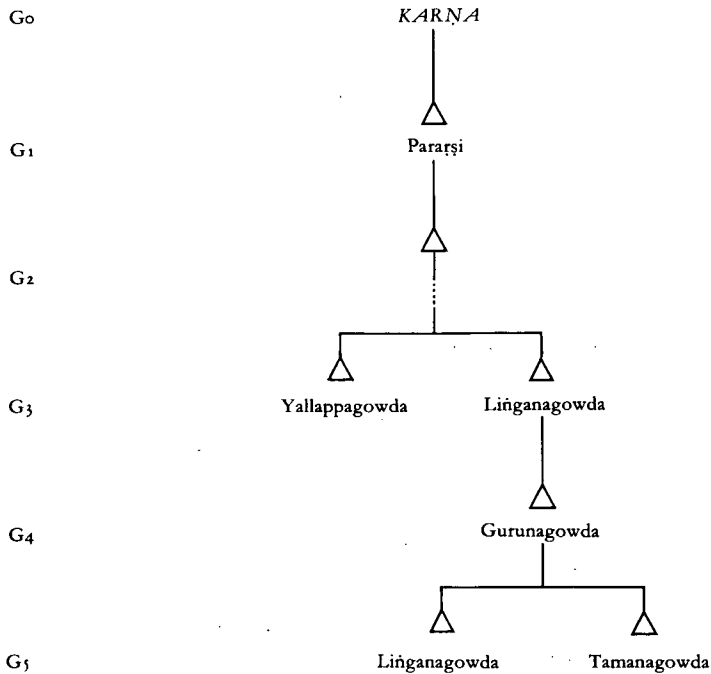 G0 KARṆA
G1 Pararṣi
G2
G3 Yallappagowda Liṅganagowda
G4 Gurunagowda
G5 Liṅganagowda Tamanagowda